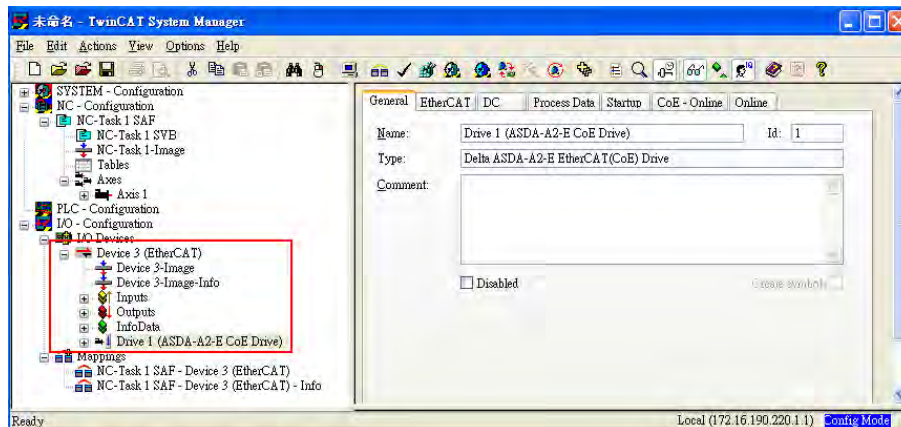 未命名 - TwinCAT System Manager
File Edit Actions View Options Help
SYSTEM - Configuration
NC - Configuration
NC-Task 1 SAF
NC-Task 1 SVB
NC-Task 1-Image
Tables
Axes
Axis 1
PLC - Configuration
I/O - Configuration
I/O Devices
Device 3 (EtherCAT)
Device 3-Image
Device 3-Image-Info
Inputs
Outputs
InfoData
Drive 1 (ASDA-A2-E CoE Drive)
Mappings
NC-Task 1 SAF - Device 3 (EtherCAT)
NC-Task 1 SAF - Device 3 (EtherCAT) - Info
General EtherCAT DC Process Data Startup CoE - Online Online
Name: Drive 1 (ASDA-A2-E CoE Drive) Id: 1
Type: Delta ASDA-A2-E EtherCAT(CoE) Drive
Comment:
Disabled Create symbols
Ready Local (172.16.190.220.1.1) Config Mode